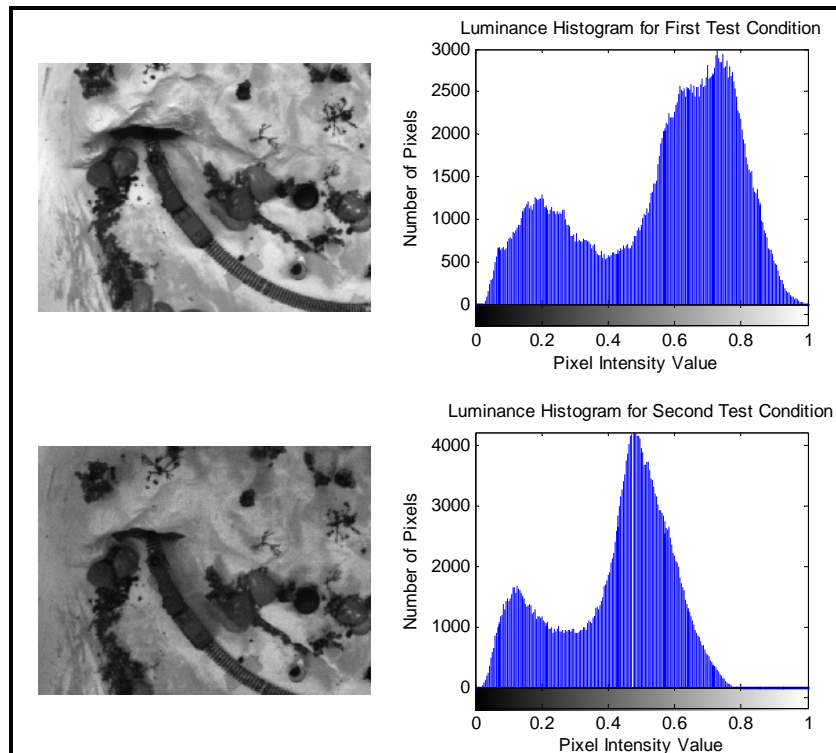 Luminance Histogram for First Test Condition
3000
2500
2000
1500
1000
500
0
Number of Pixels
0 0.2 0.4 0.6 0.8 1
Pixel Intensity Value
Luminance Histogram for Second Test Condition
4000
3000
2000
1000
0
Number of Pixels
0 0.2 0.4 0.6 0.8 1
Pixel Intensity Value